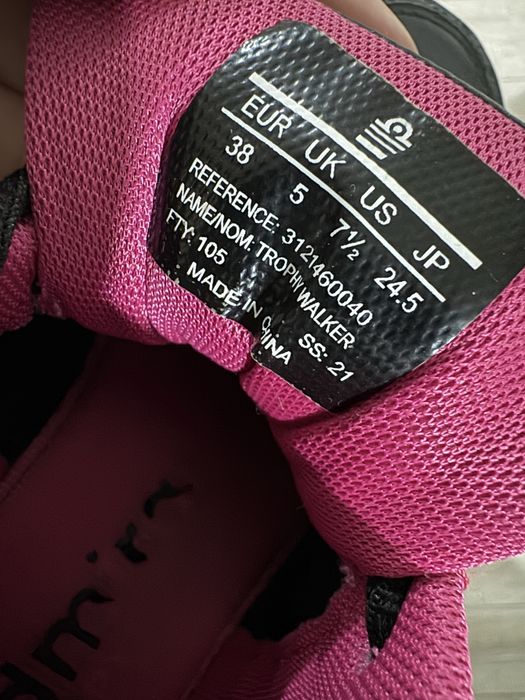 EUR UK US JP
38 5 7½ 24.5
REFERENCE: 3121460040
NAME/NOM: TROPHY WALKER
FTY: 105 SS: 21
MADE IN CHINA